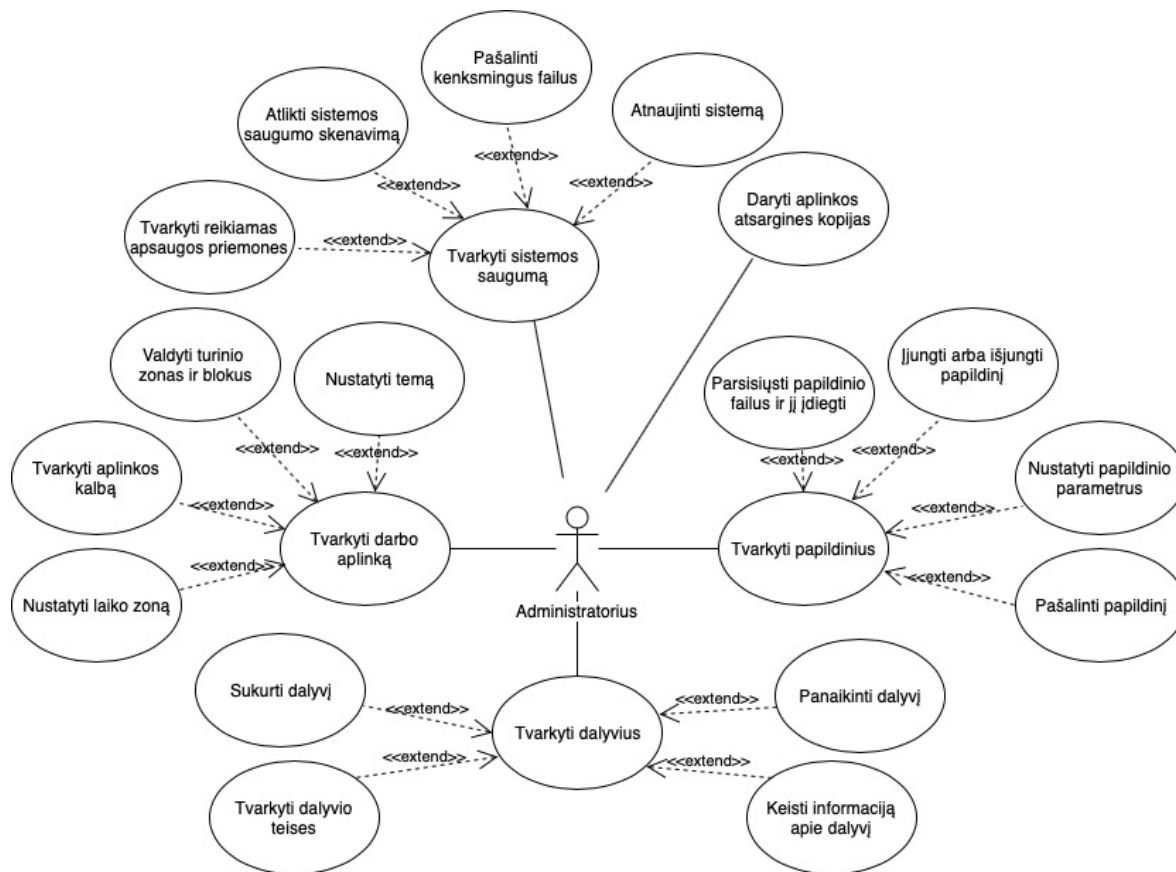 Pašalinti
kenksmingus failus
Atlikti sistemos
saugumo skenavimą
Atnaujinti sistemą
<<extend>>
<<extend>>
<<extend>>
Daryti aplinkos
atsargines kopijas
Tvarkyti reikiamas
apsaugos priemones
<<extend>>
Tvarkyti sistemos
saugumą
Valdyti turinio
zonas ir blokus
Nustatyti temą
Parsisiųsti papildinio
failus ir jį įdiegti
Įjungti arba išjungti
papildinį
<<extend>>
<<extend>>
<<extend>>
<<extend>>
Tvarkyti aplinkos
kalbą
<<extend>>
Nustatyti papildinio
parametrus
<<extend>>
Tvarkyti darbo
aplinką
Tvarkyti papildinius
Nustatyti laiko zoną
<<extend>>
<<extend>>
Pašalinti papildinį
Administratorius
Sukurti dalyvį
<<extend>>
Tvarkyti dalyvius
<<extend>>
Panaikinti dalyvį
<<extend>>
<<extend>>
Tvarkyti dalyvio
teises
Keisti informaciją
apie dalyvį